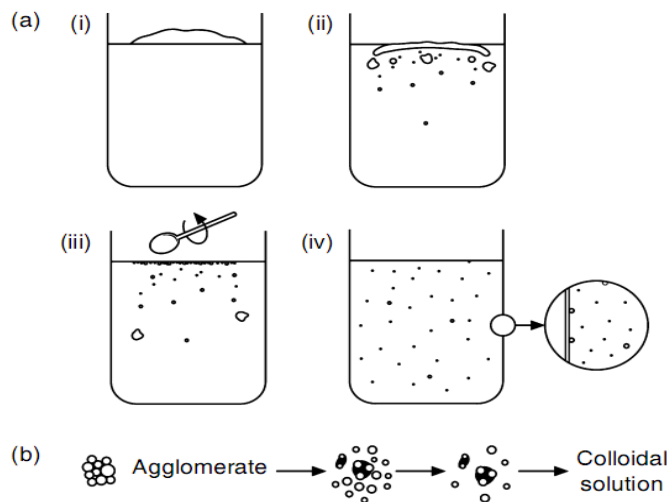 (a) (i) (ii)
(iii) (iv)
(b) Agglomerate Colloidal
solution